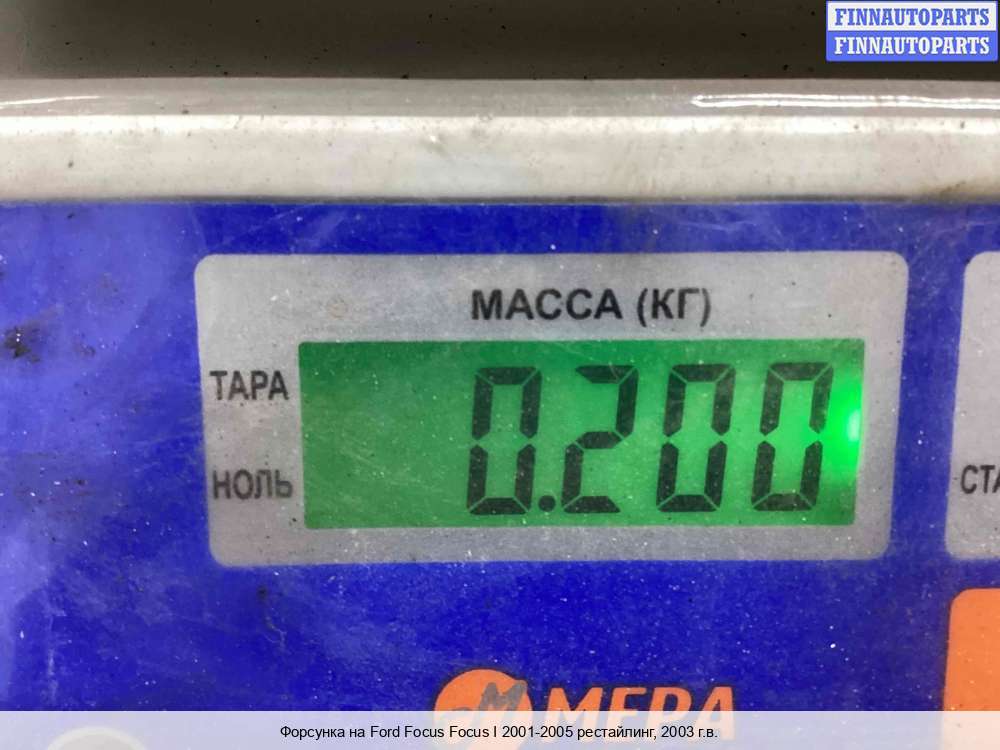 FINNAUTOPARTS
FINNAUTOPARTS
МАССА (КГ)
ТАРА
0.200
НОЛЬ
СТА
МЕРА
Форсунка на Ford Focus Focus I 2001-2005 рестайлинг, 2003 г.в.